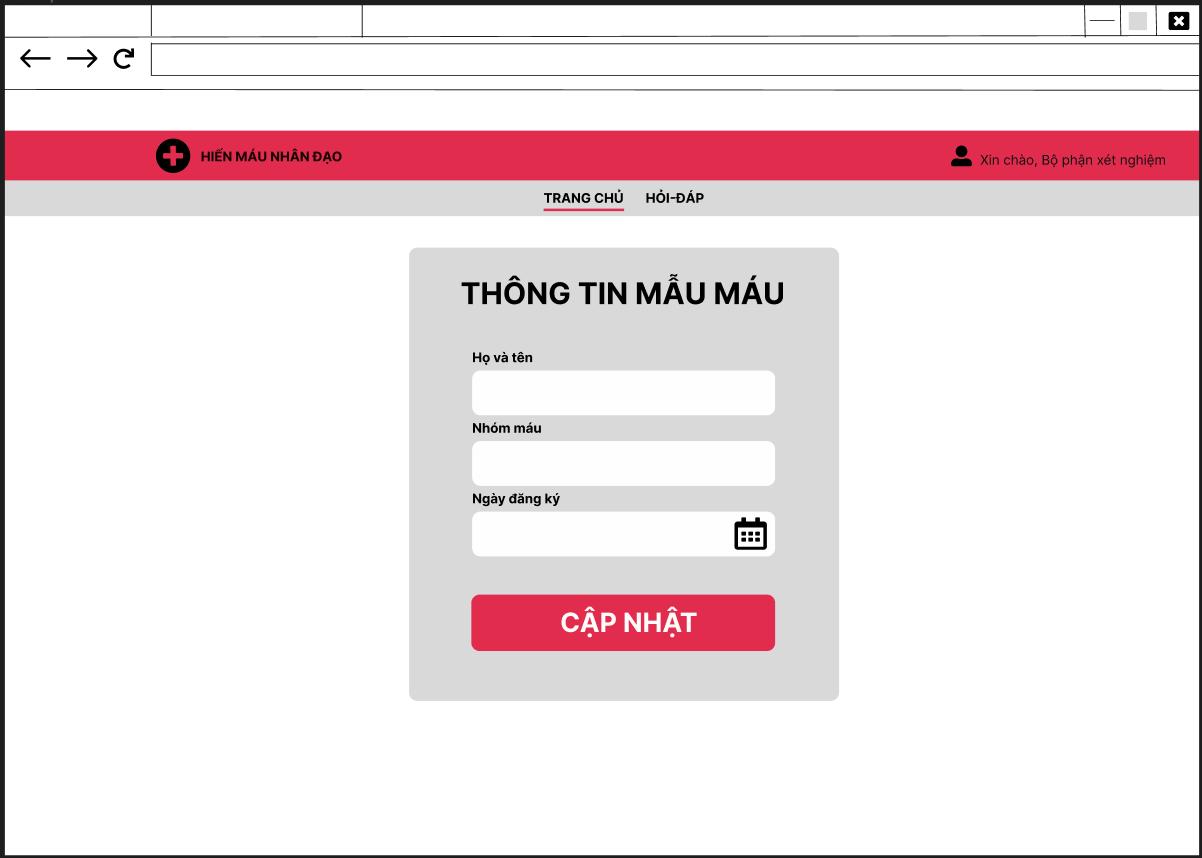 HIẾN MÁU NHÂN ĐẠO
Xin chào, Bộ phận xét nghiệm
TRANG CHỦ
HỎI-ĐÁP
THÔNG TIN MẪU MÁU
Họ và tên
Nhóm máu
Ngày đăng ký
CẬP NHẬT